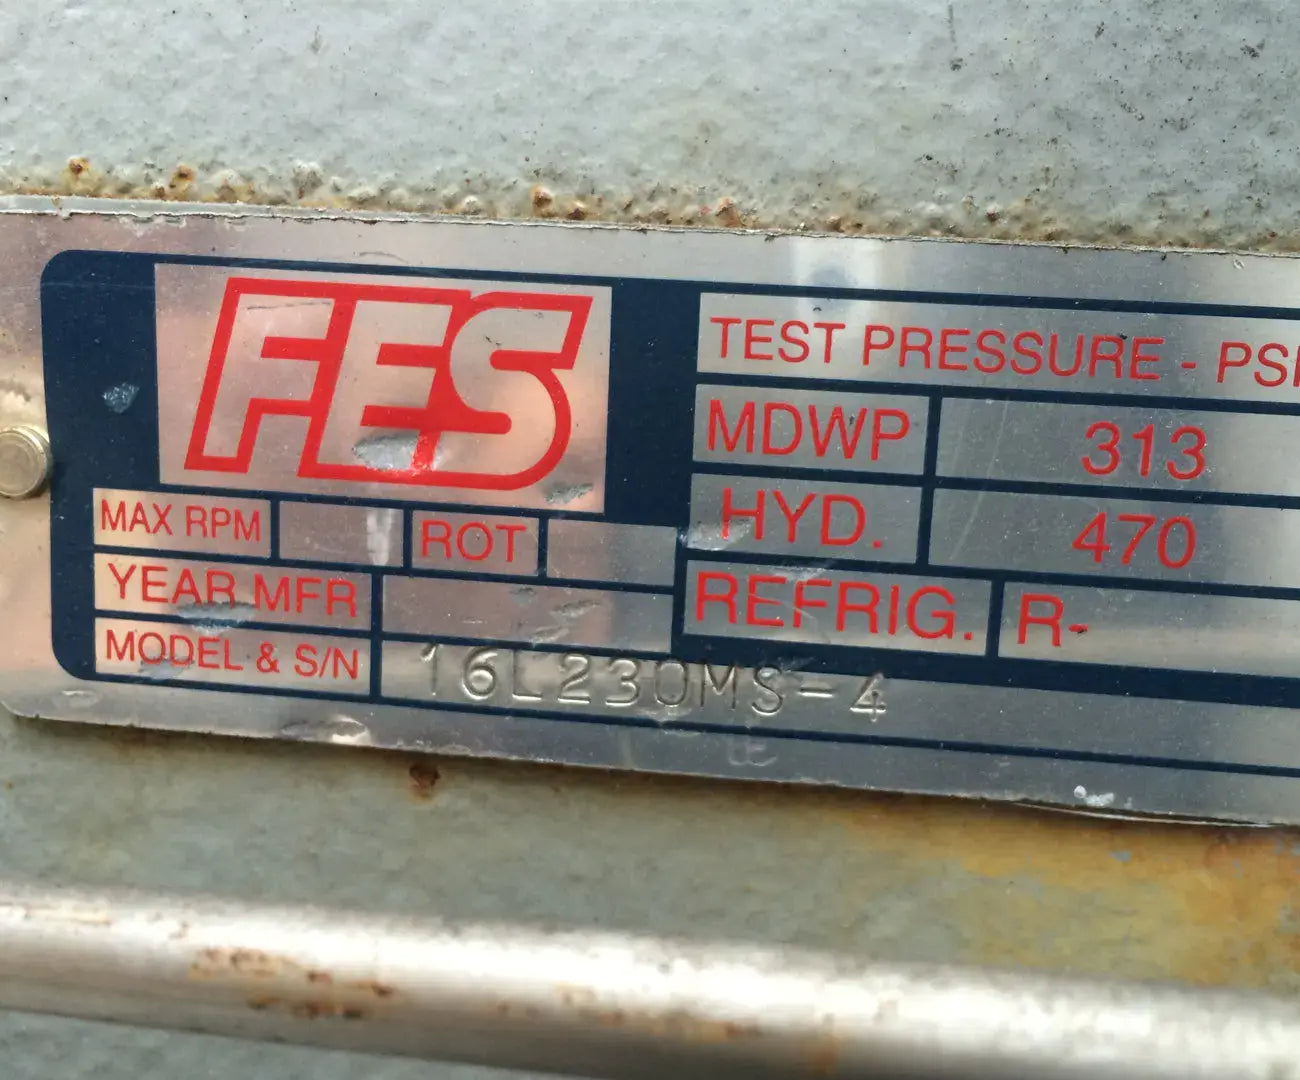 FES
TEST PRESSURE - PSI
MDWP 313
HYD. 470
REFRIG. R-
MAX RPM ROT
YEAR MFR
MODEL & S/N 16L230MS-4